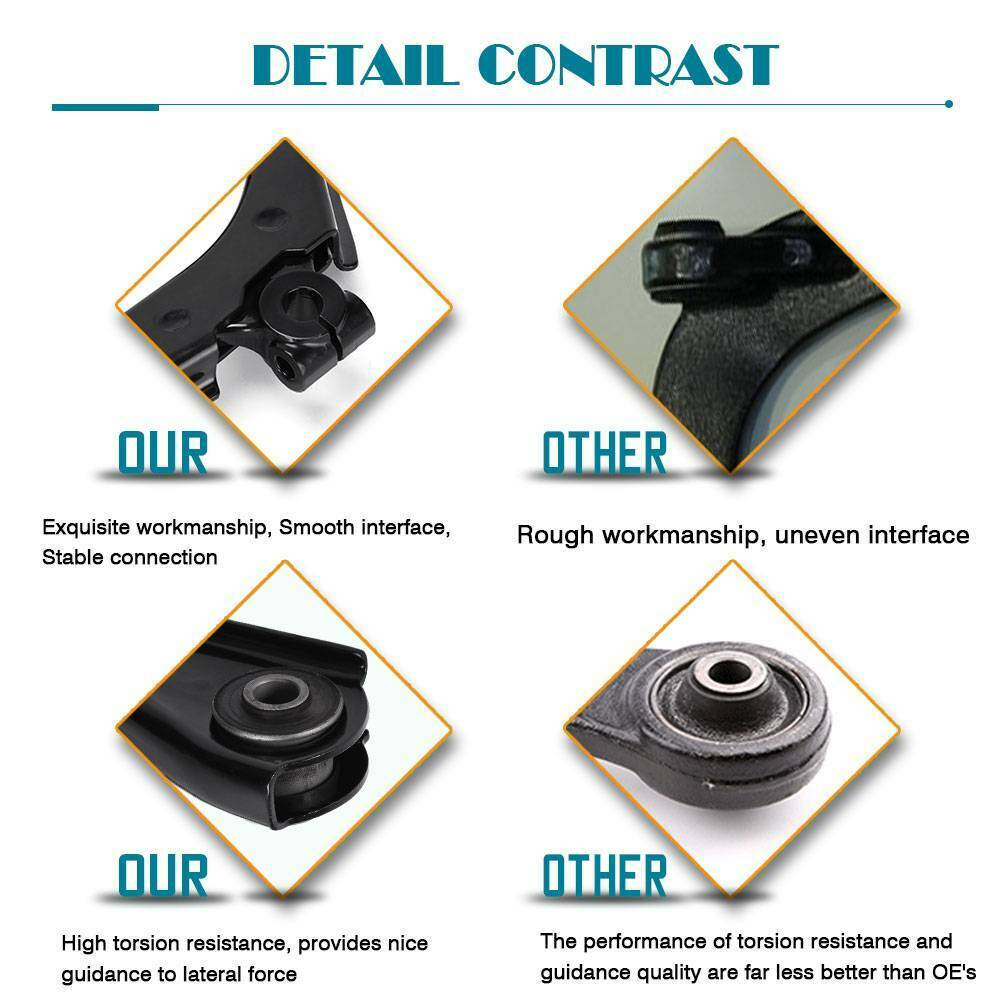 DETAIL CONTRAST
OUR
OTHER
Exquisite workmanship, Smooth interface,
Stable connection
Rough workmanship, uneven interface
OUR
OTHER
High torsion resistance, provides nice
guidance to lateral force
The performance of torsion resistance and
guidance quality are far less better than OE's